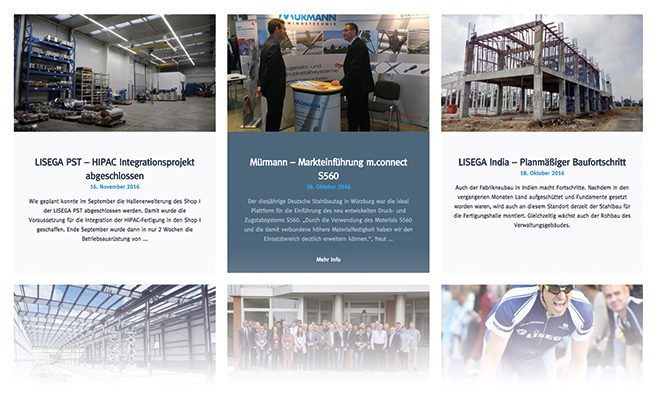 MÜRMANN
MÜRMANN
LISEGA PST – HIPAC Integrationsprojekt
abgeschlossen
16. November 2016
Wie geplant konnte im September die Hallenerweiterung des Shop I
der LISEGA PST abgeschlossen werden. Damit wurde die
Voraussetzung für die Integration der HIPAC-Fertigung in den Shop I
geschaffen. Ende September wurde dann in nur 2 Wochen die
Betriebsausrüstung von ...
Mürmann – Markteinführung m.connect
S560
18. Oktober 2016
Der diesjährige Deutsche Stahlbautag in Würzburg war die ideal
Plattform für die Einführung des neu entwickelten Druck- und
Zugstabsystems S560. „Durch die Verwendung des Materials S560
und die damit verbundene höhere Materialfestigkeit haben wir den
Einsatzbereich deutlich erweitern können.“, freut ...
Mehr Info
LISEGA India – Planmäßiger Baufortschritt
18. Oktober 2016
Auch der Fabrikneubau in Indien macht Fortschritte. Nachdem in den
vergangenen Monaten Land aufgeschüttet und Fundamente gesetzt
worden waren, wird auch an diesem Standort derzeit der Stahlbau für
die Fertigungshalle montiert. Gleichzeitig wächst auch der Rohbau des
Verwaltungsgebäudes.
LISEGA